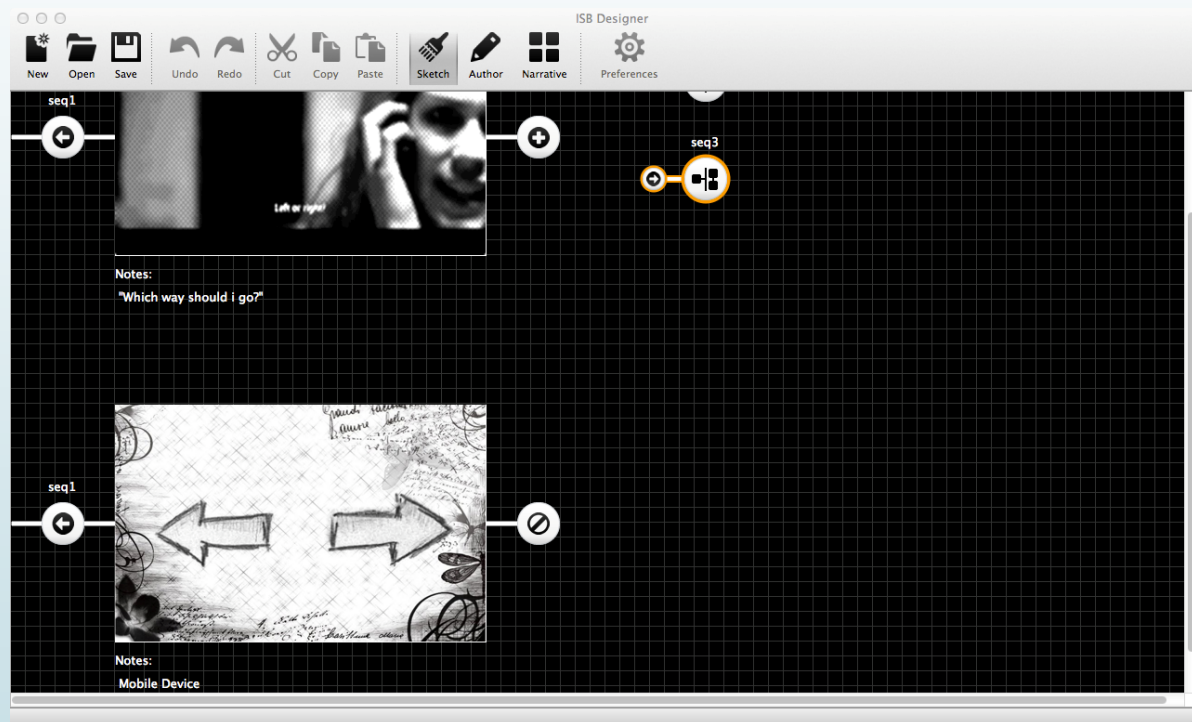 ISB Designer
New Open Save Undo Redo Cut Copy Paste Sketch Author Narrative Preferences
seq1
seq3
Left or right?
Notes:
"Which way should i go?"
seq1
Notes:
Mobile Device